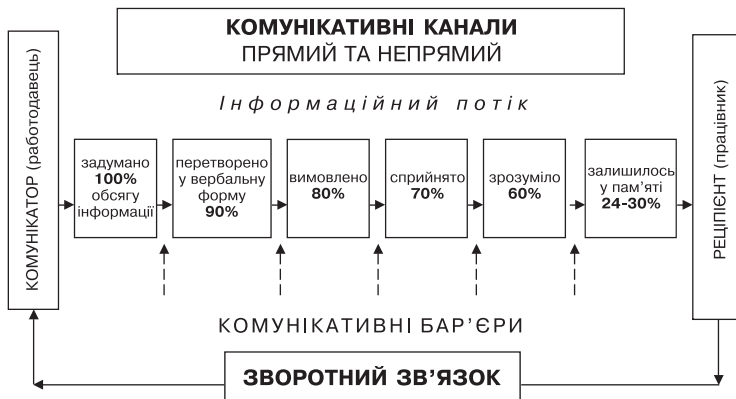 КОМУНІКАТИВНІ КАНАЛИ
ПРЯМИЙ ТА НЕПРЯМИЙ
КОМУНІКАТОР (работодавець)
Інформаційний потік
задумано
100%
обсягу
інформації
перетворено
у вербальну
форму
90%
вимовлено
80%
сприйнято
70%
зрозуміло
60%
залишилось
у пам’яті
24-30%
РЕЦІПІЄНТ (працівник)
КОМУНІКАТИВНІ БАР’ЄРИ
ЗВОРОТНИЙ ЗВ’ЯЗОК